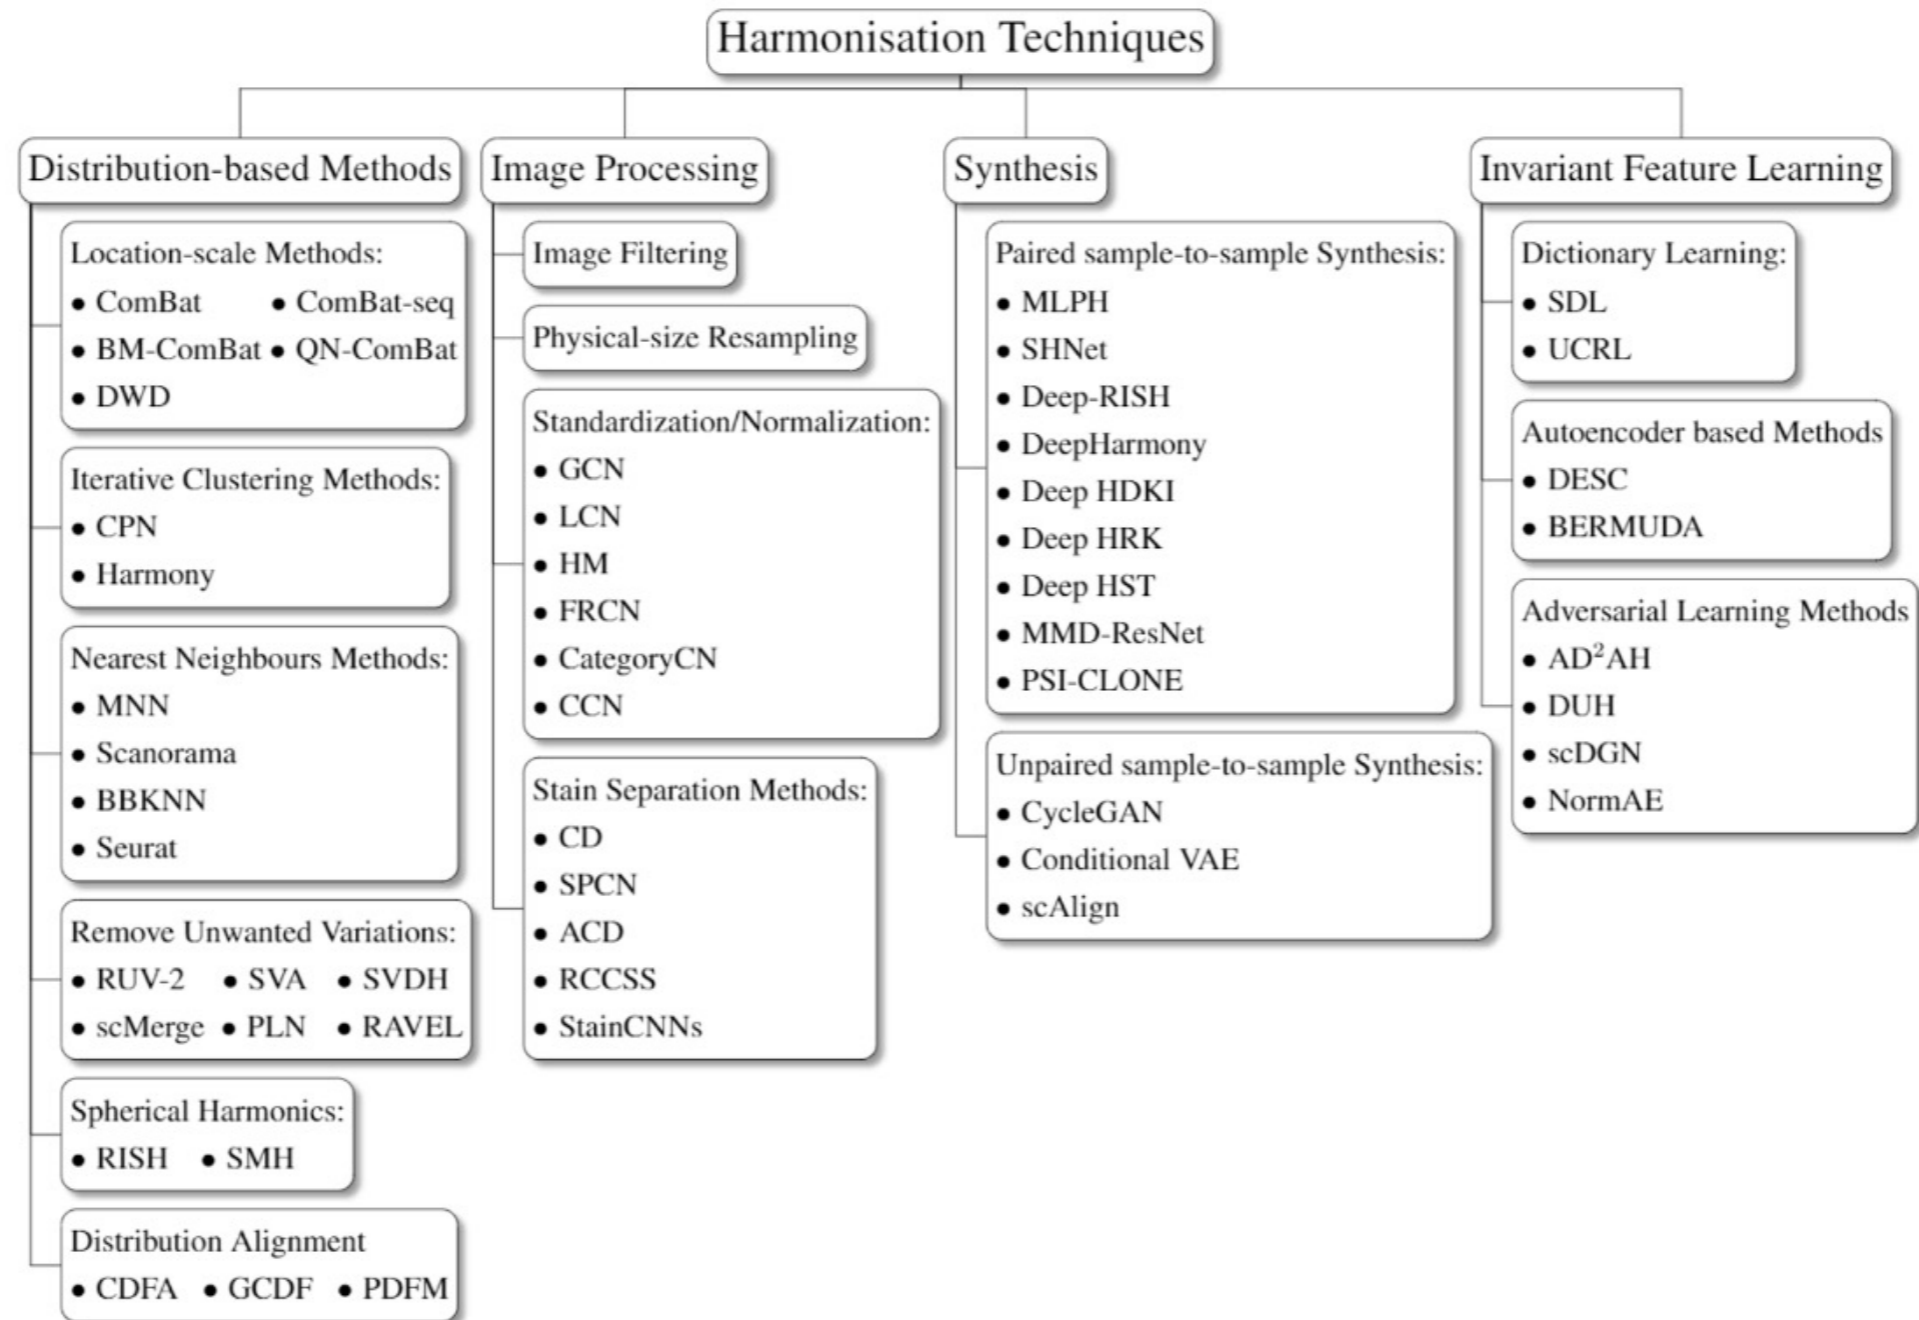 Harmonisation Techniques
Distribution-based Methods
Location-scale Methods:
• ComBat • ComBat-seq
• BM-ComBat • QN-ComBat
• DWD
Iterative Clustering Methods:
• CPN
• Harmony
Nearest Neighbours Methods:
• MNN
• Scanorama
• BBKNN
• Seurat
Remove Unwanted Variations:
• RUV-2 • SVA • SVDH
• scMerge • PLN • RAVEL
Spherical Harmonics:
• RISH • SMH
Distribution Alignment
• CDFA • GCDF • PDFM
Image Processing
Image Filtering
Physical-size Resampling
Standardization/Normalization:
• GCN
• LCN
• HM
• FRCN
• CategoryCN
• CCN
Stain Separation Methods:
• CD
• SPCN
• ACD
• RCCSS
• StainCNNs
Synthesis
Paired sample-to-sample Synthesis:
• MLPH
• SHNet
• Deep-RISH
• DeepHarmony
• Deep HDKI
• Deep HRK
• Deep HST
• MMD-ResNet
• PSI-CLONE
Unpaired sample-to-sample Synthesis:
• CycleGAN
• Conditional VAE
• scAlign
Invariant Feature Learning
Dictionary Learning:
• SDL
• UCRL
Autoencoder based Methods
• DESC
• BERMUDA
Adversarial Learning Methods
• AD²AH
• DUH
• scDGN
• NormAE